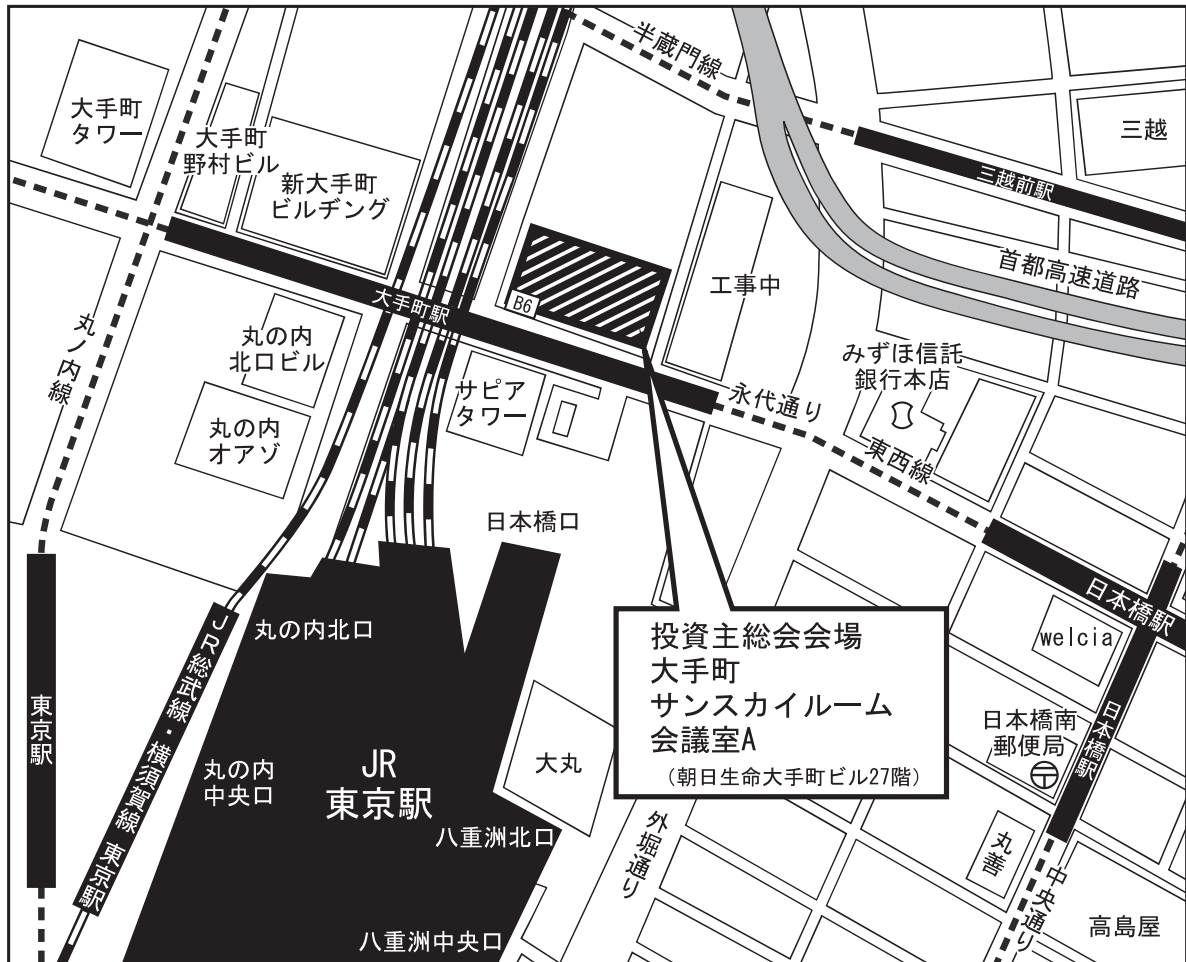 半蔵門線
大手町
タワー
大手町
野村ビル
新大手町
ビルヂング
三越
三越前駅
首都高速道路
工事中
B6
大手町駅
丸ノ内線
丸の内
北口ビル
丸の内
オアゾ
サピア
タワー
みずほ信託
銀行本店
永代通り
東西線
日本橋口
日本橋駅
丸の内北口
JR総武線・横須賀線 東京駅
東京駅
丸の内
中央口
JR
東京駅
大丸
八重洲北口
八重洲中央口
投資主総会会場
大手町
サンスカイルーム
会議室A
(朝日生命大手町ビル27階)
welcia
日本橋南
郵便局
日本橋駅
外堀通り
丸善
中央通り
高島屋